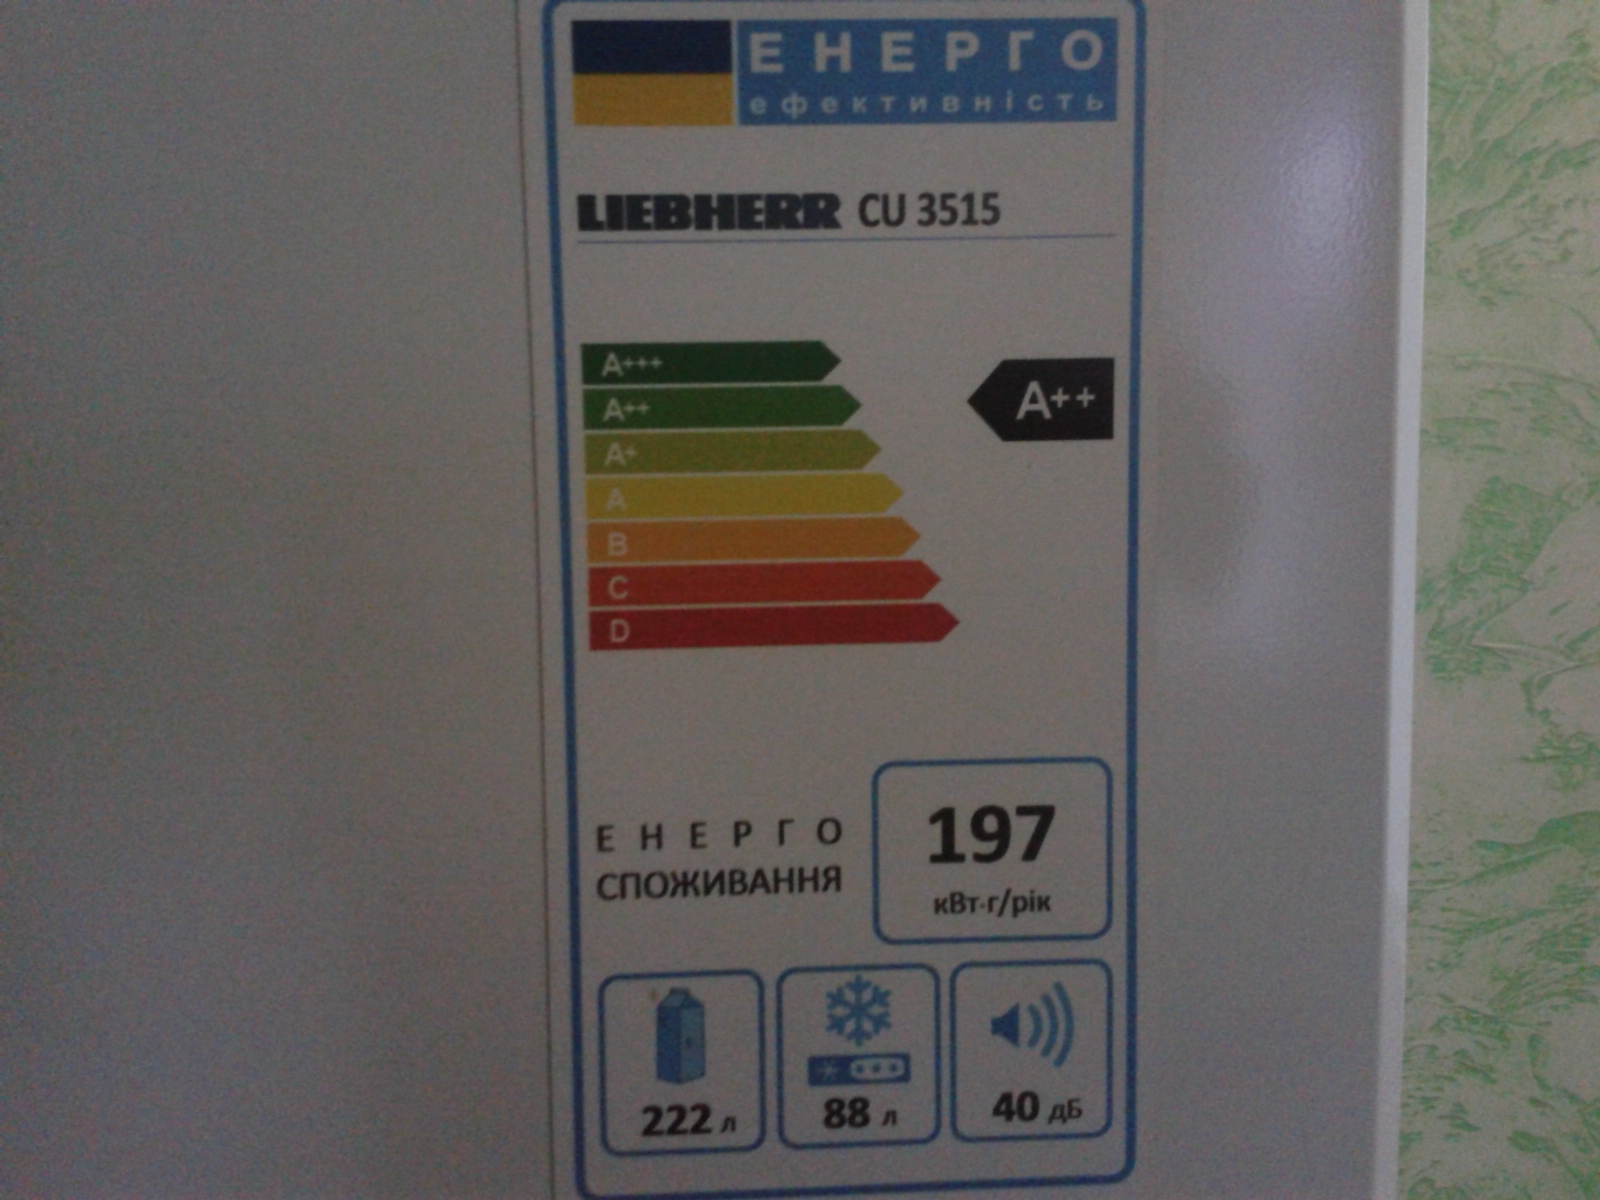 ЕНЕРГО
ефективність
LIEBHERR CU 3515
A+++
A++
A++
A+
A
B
C
D
ЕНЕРГО
СПОЖИВАННЯ
197
кВт·г/рік
222 л
88 л
40 дБ